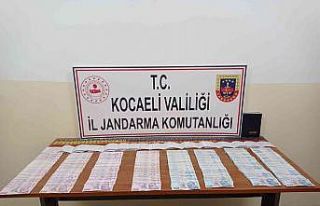 T.C.
KOCAELİ VALİLİĞİ
İL JANDARMA KOMUTANLIĞI